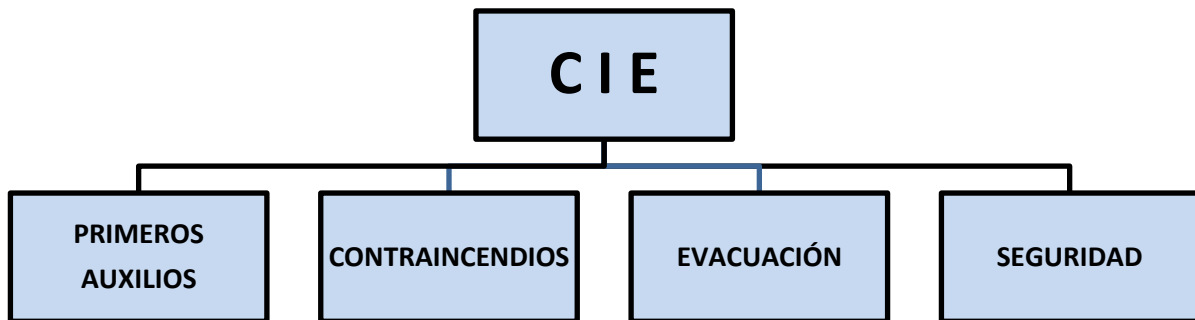 C I E
PRIMEROS
AUXILIOS
CONTRAINCENDIOS
EVACUACIÓN
SEGURIDAD